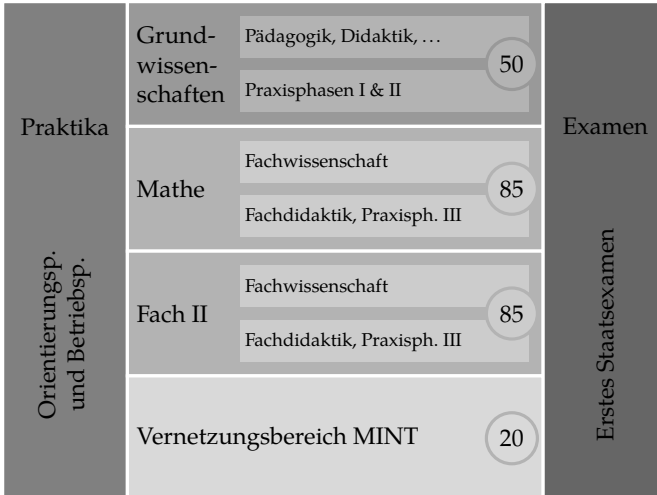 Praktika
Orientierungsp.
und Betriebsp.
Grund-
wissen-
schaften
Pädagogik, Didaktik, …
Praxisphasen I & II
50
Mathe
Fachwissenschaft
Fachdidaktik, Praxisph. III
85
Fach II
Fachwissenschaft
Fachdidaktik, Praxisph. III
85
Vernetzungsbereich MINT
20
Examen
Erstes Staatsexamen